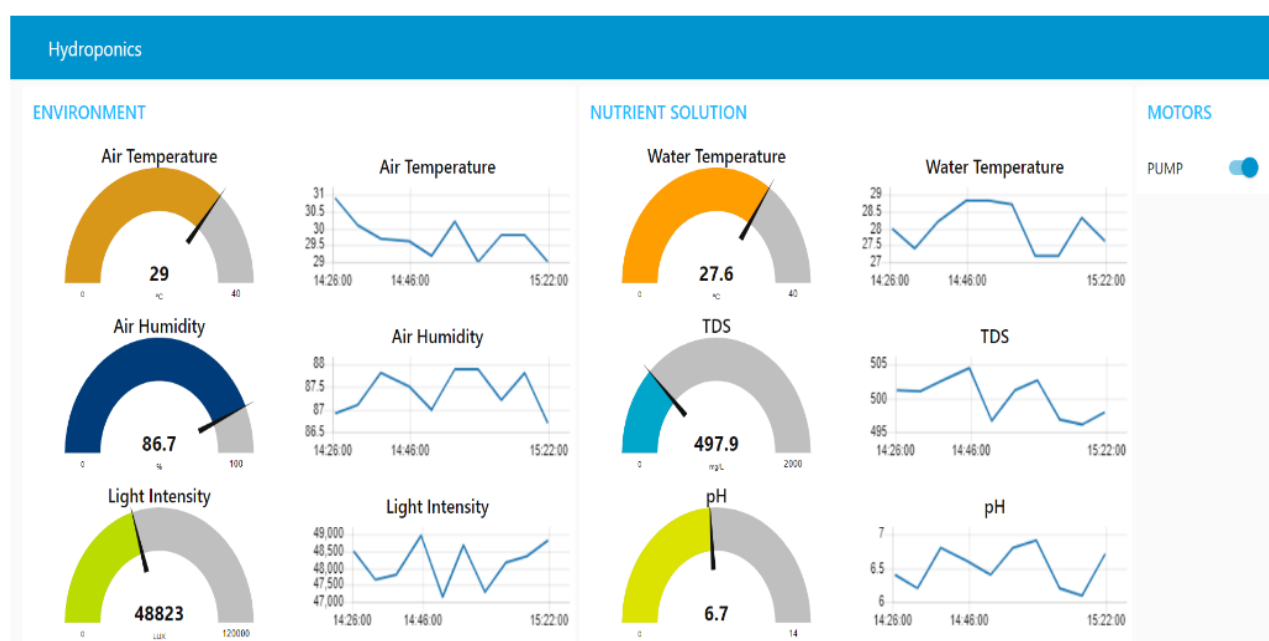 Hydroponics
ENVIRONMENT
Air Temperature
29
°C
0
40
Air Temperature
31
30.5
30
29.5
29
14:26:00
14:46:00
15:22:00
Air Humidity
86.7
%
0
100
Air Humidity
88
87.5
87
86.5
14:26:00
14:46:00
15:22:00
Light Intensity
48823
LUX
0
120000
Light Intensity
49,000
48,500
48,000
47,500
47,000
14:26:00
14:46:00
15:22:00
NUTRIENT SOLUTION
Water Temperature
27.6
°C
0
40
Water Temperature
29
28.5
28
27.5
27
14:26:00
14:46:00
15:22:00
TDS
497.9
mg/L
0
2000
TDS
505
500
495
14:26:00
14:46:00
15:22:00
pH
6.7
0
14
pH
7
6.5
6
14:26:00
14:46:00
15:22:00
MOTORS
PUMP